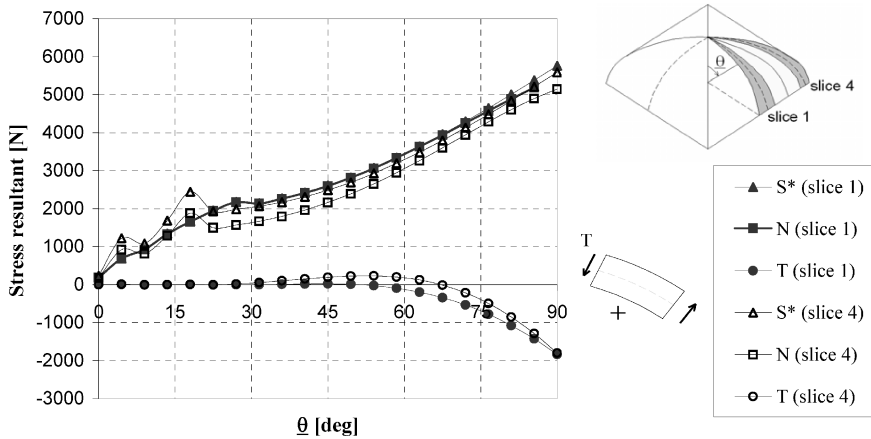 7000
6000
5000
4000
3000
2000
1000
0
-1000
-2000
-3000
Stress resultant [N]
0 15 30 45 60 75 90
θ [deg]
θ
slice 4
slice 1
T
+
S* (slice 1)
N (slice 1)
T (slice 1)
S* (slice 4)
N (slice 4)
T (slice 4)